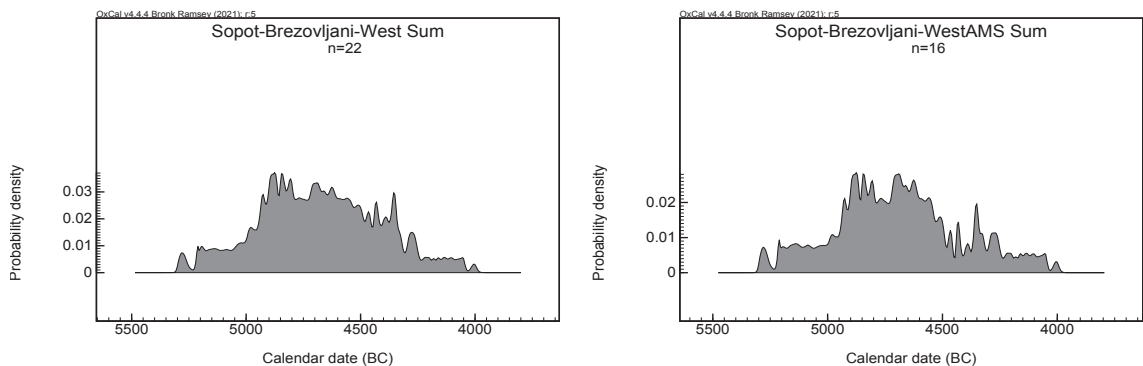 OxCal v4.4.4 Bronk Ramsey (2021); r:5
Sopot-Brezovljani-West Sum
n=22
Probability density
0.03
0.02
0.01
0
5500 5000 4500 4000
Calendar date (BC)
OxCal v4.4.4 Bronk Ramsey (2021); r:5
Sopot-Brezovljani-WestAMS Sum
n=16
Probability density
0.02
0.01
0
5500 5000 4500 4000
Calendar date (BC)